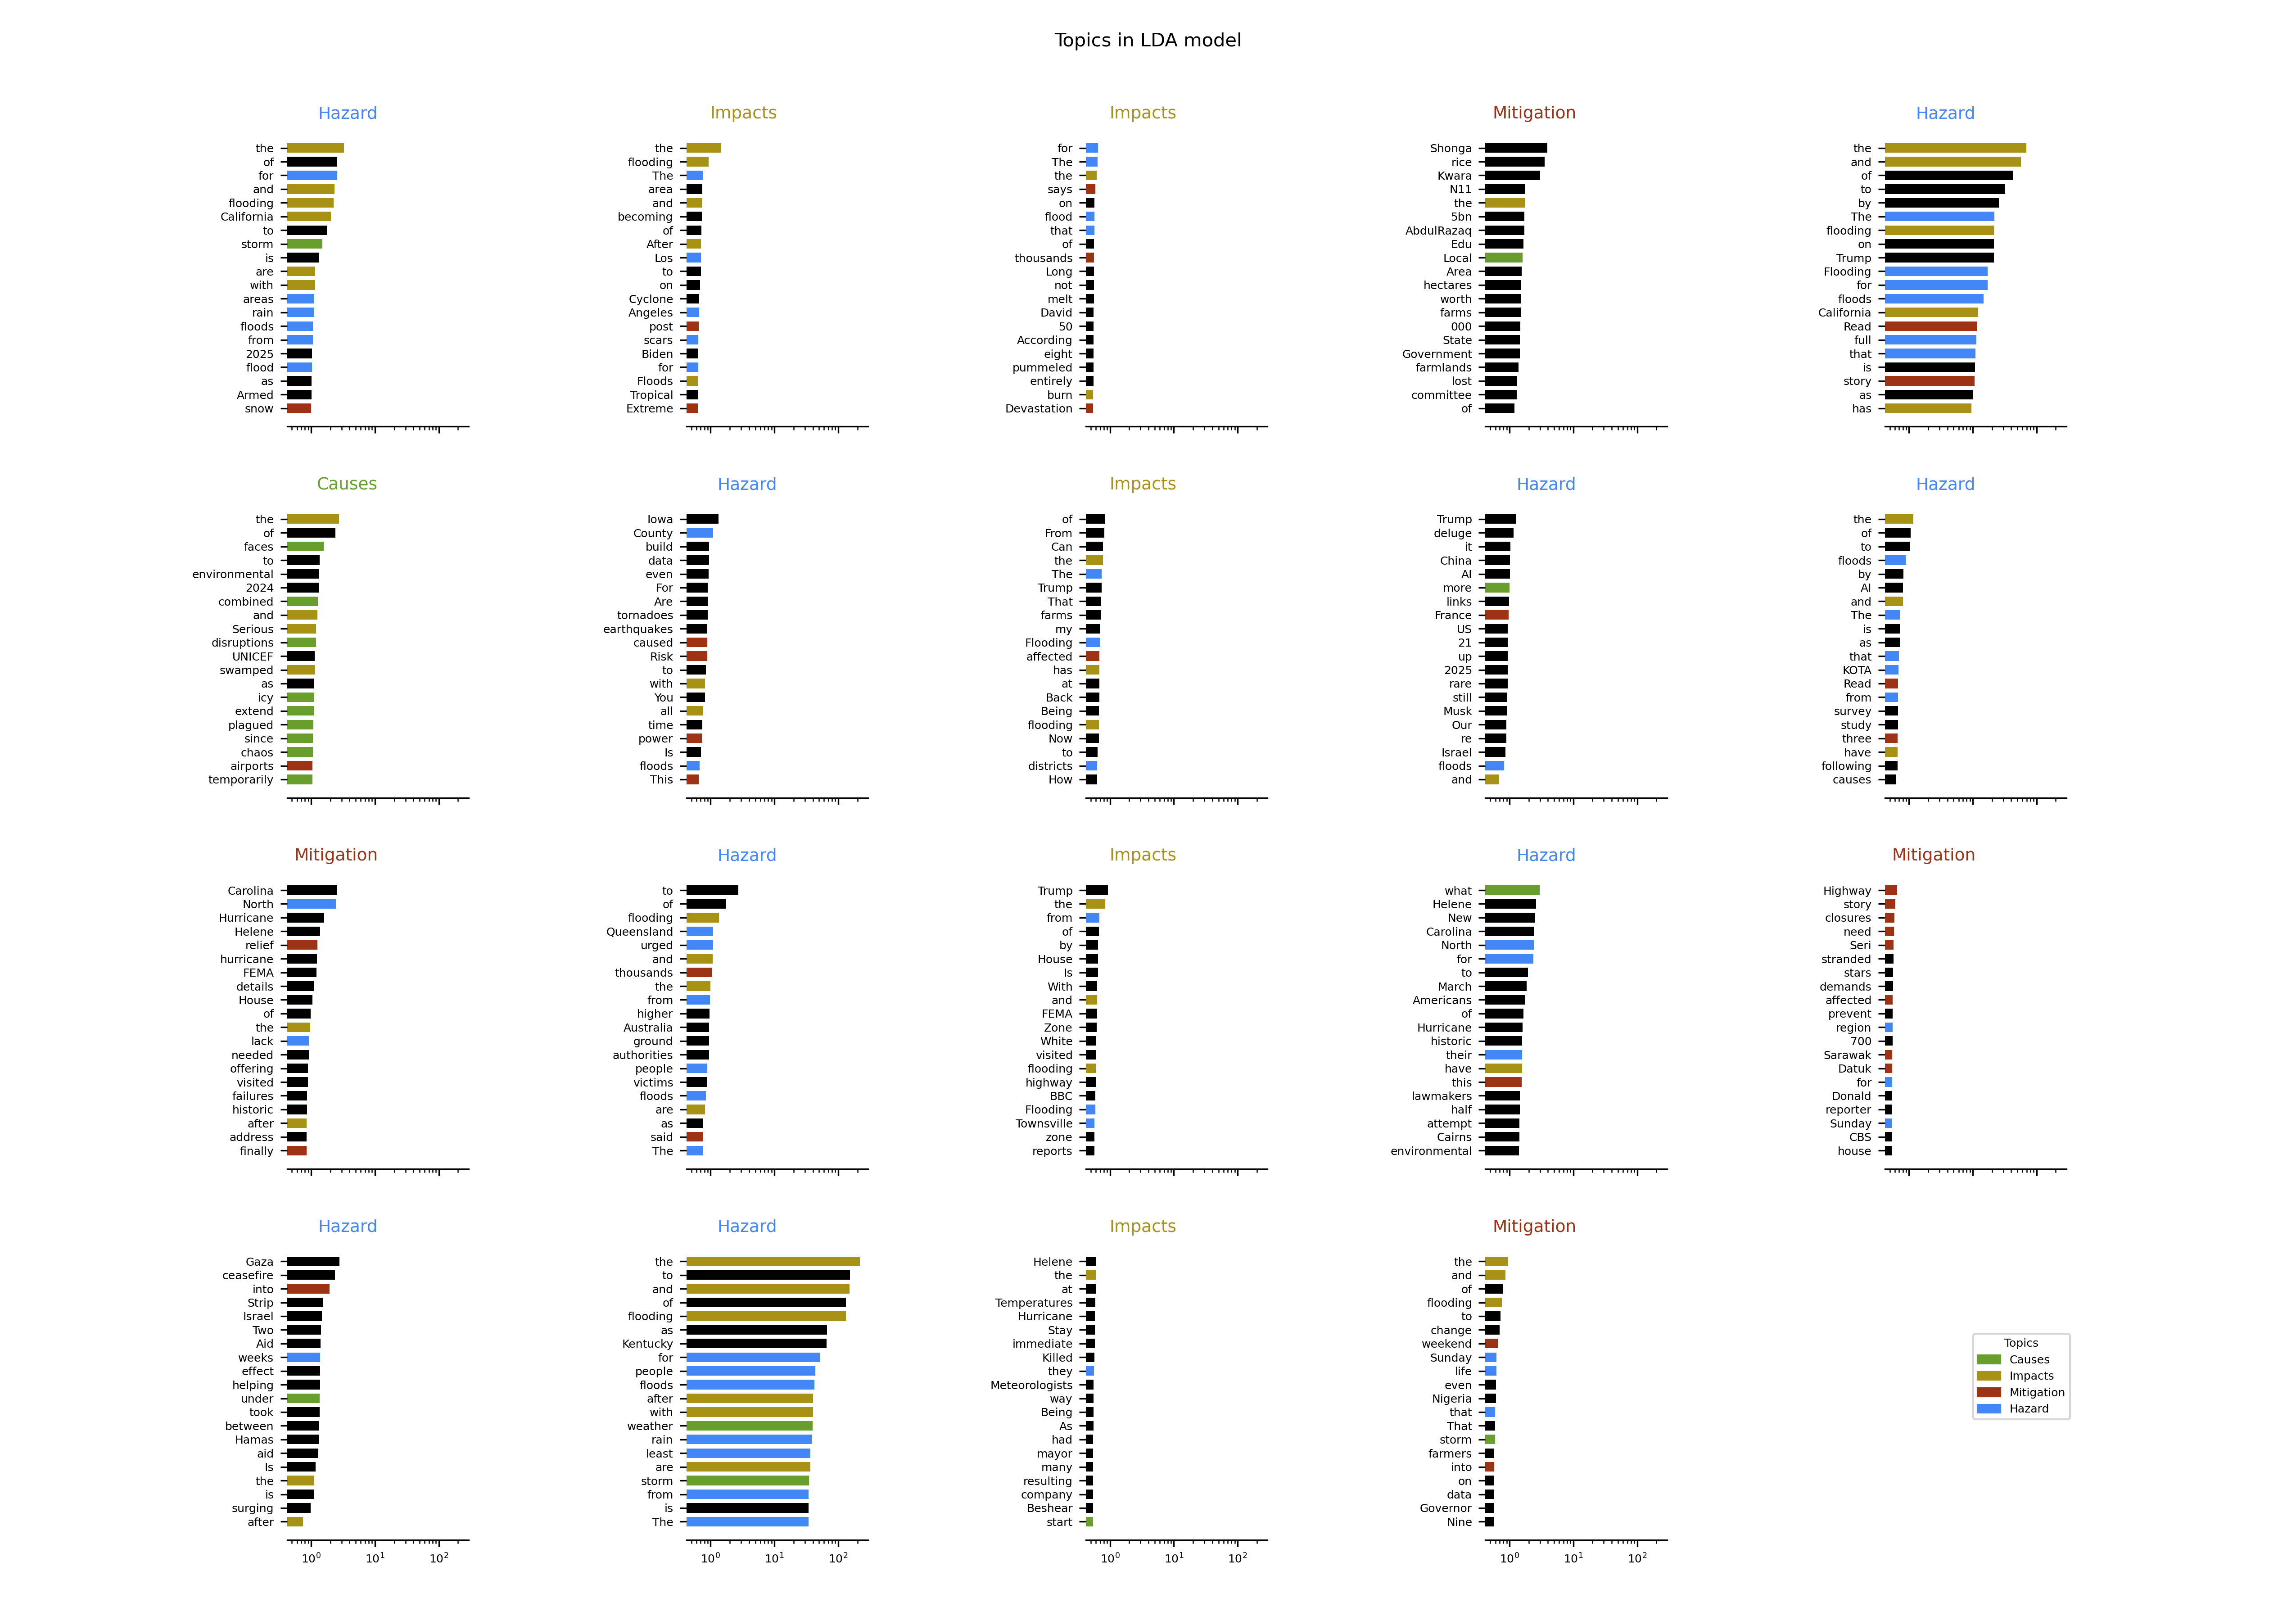 Topics in LDA model
Hazard
the
of
for
and
flooding
California
to
storm
is
are
with
areas
rain
floods
from
2025
flood
as
Armed
snow
Impacts
the
flooding
The
area
and
becoming
of
After
Los
to
on
Cyclone
Angeles
post
scars
Biden
for
Floods
Tropical
Extreme
Impacts
for
The
the
says
on
flood
that
of
thousands
Long
not
melt
David
50
According
eight
pummeled
entirely
burn
Devastation
Mitigation
Shonga
rice
Kwara
N11
the
5bn
AbdulRazaq
Edu
Local
Area
hectares
worth
farms
000
State
Government
farmlands
lost
committee
of
Hazard
the
and
of
to
by
The
flooding
on
Trump
Flooding
for
floods
California
Read
full
that
is
story
as
has
Causes
the
of
faces
to
environmental
2024
combined
and
Serious
disruptions
UNICEF
swamped
as
icy
extend
plagued
since
chaos
airports
temporarily
Hazard
Iowa
County
build
data
even
For
Are
tornadoes
earthquakes
caused
Risk
to
with
You
all
time
power
Is
floods
This
Impacts
of
From
Can
the
The
Trump
That
farms
my
Flooding
affected
has
at
Back
Being
flooding
Now
to
districts
How
Hazard
Trump
deluge
it
China
AI
more
links
France
US
21
up
2025
rare
still
Musk
Our
re
Israel
floods
and
Hazard
the
of
to
floods
by
AI
and
The
is
as
that
KOTA
Read
from
survey
study
three
have
following
causes
Mitigation
Carolina
North
Hurricane
Helene
relief
hurricane
FEMA
details
House
of
the
lack
needed
offering
visited
failures
historic
after
address
finally
Hazard
to
of
flooding
Queensland
urged
and
thousands
the
from
higher
Australia
ground
authorities
people
victims
floods
are
as
said
The
Impacts
Trump
the
from
of
by
House
Is
With
and
FEMA
Zone
White
visited
flooding
highway
BBC
Flooding
Townsville
zone
reports
Hazard
what
Helene
New
Carolina
North
for
to
March
Americans
of
Hurricane
historic
their
have
this
lawmakers
half
attempt
Cairns
environmental
Mitigation
Highway
story
closures
need
Seri
stranded
stars
demands
affected
prevent
region
700
Sarawak
Datuk
for
Donald
reporter
Sunday
CBS
house
Hazard
Gaza
ceasefire
into
Strip
Israel
Two
Aid
weeks
effect
helping
under
took
between
Hamas
aid
Is
the
is
surging
after
10⁰ 10¹ 10²
Hazard
the
to
and
of
flooding
as
Kentucky
for
people
floods
after
with
weather
rain
least
are
storm
from
is
The
10⁰ 10¹ 10²
Impacts
Helene
the
at
Temperatures
Hurricane
Stay
immediate
Killed
they
Meteorologists
way
Being
As
had
mayor
many
resulting
company
Beshear
start
10⁰ 10¹ 10²
Mitigation
the
and
of
flooding
to
change
weekend
Sunday
life
even
Nigeria
that
That
storm
farmers
into
on
data
Governor
Nine
10⁰ 10¹ 10²
Topics
Causes
Impacts
Mitigation
Hazard